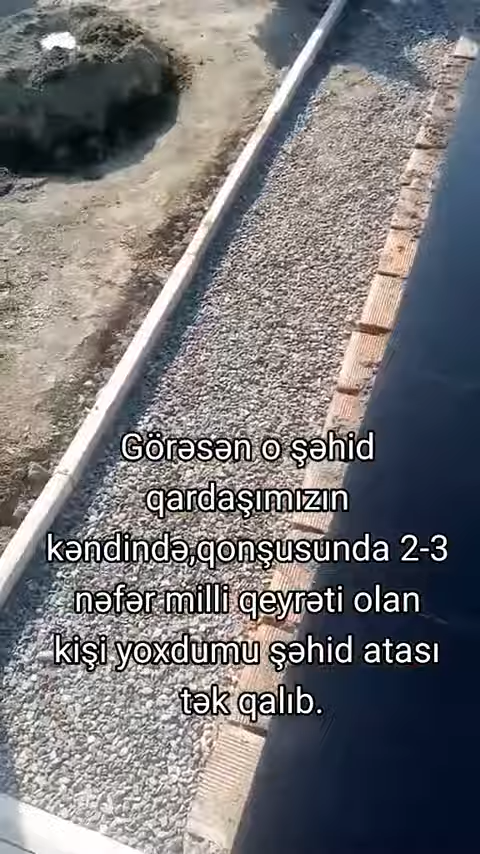 Görəsən o şəhid
qardaşımızın
kəndində,qonşusunda 2-3
nəfər milli qeyrəti olan
kişi yoxdumu şəhid atası
tək qalıb.